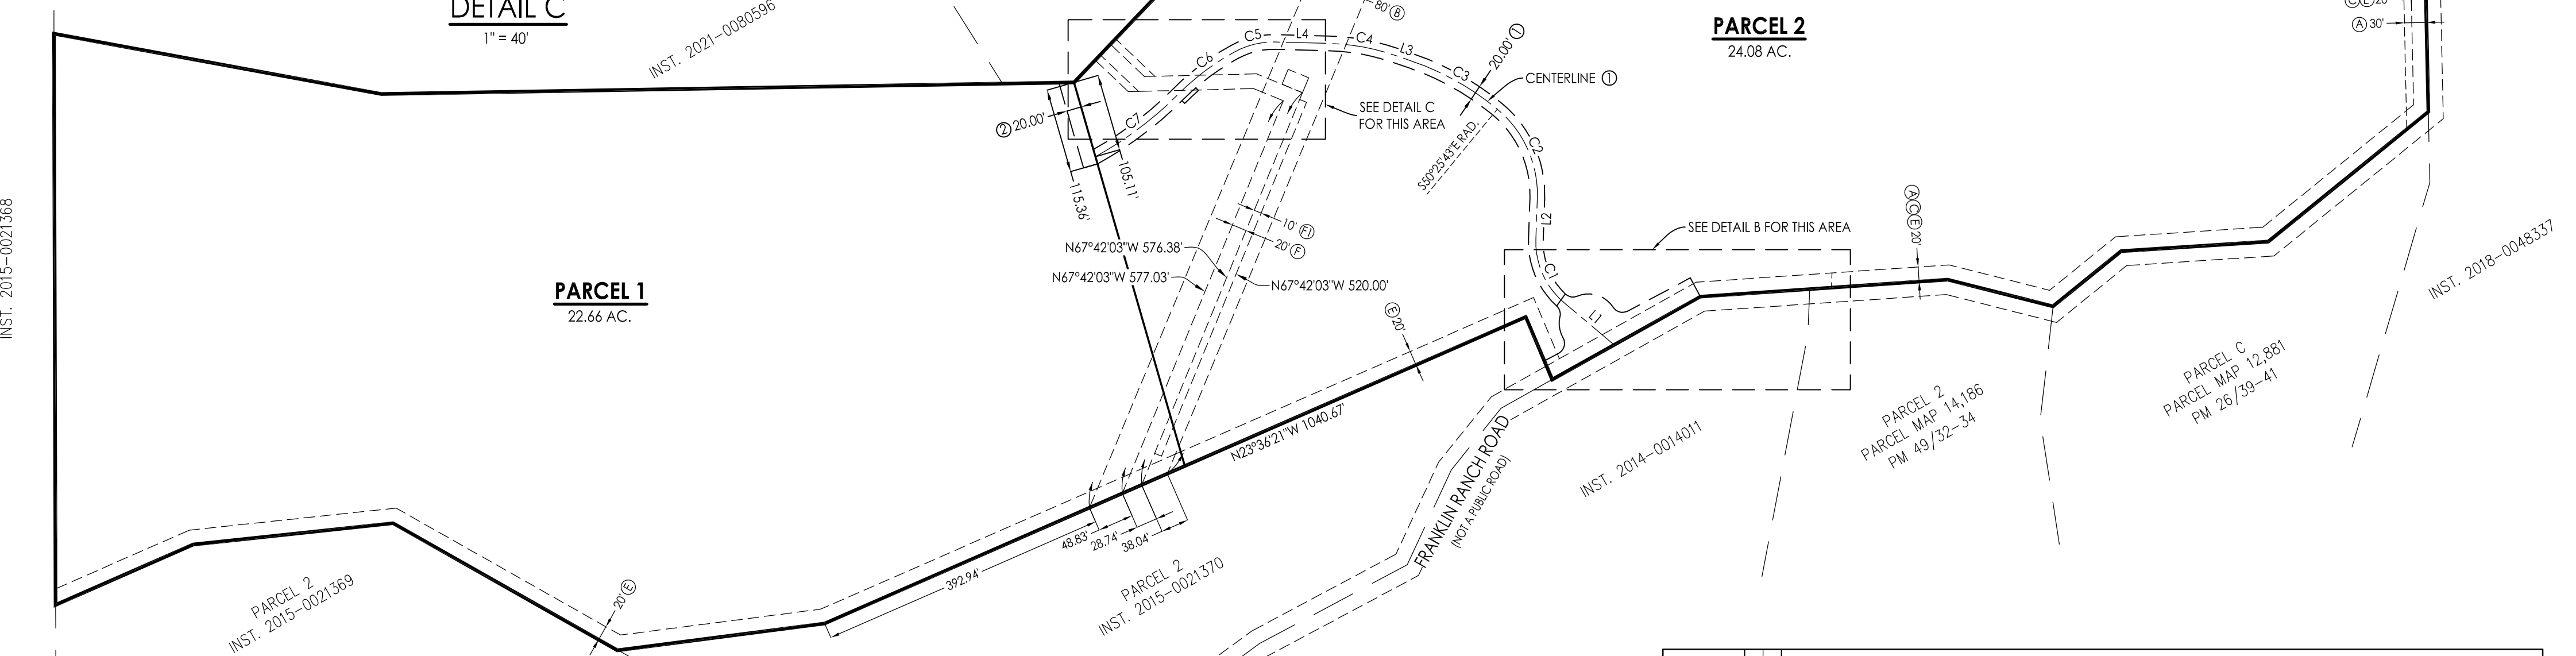 DETAIL C
1" = 40'
INST. 2021-0080596
80' B
PARCEL 2
24.08 AC.
A 30'
C6
C5
L4
C4
L3
C3
20.00' 1
CENTERLINE 1
SEE DETAIL C
FOR THIS AREA
2 20.00'
C7
C2
S50°25'43"E RAD.
105.11'
115.36'
INST. 2015-0021368
L2
A C E 20'
10' F1
20' F
SEE DETAIL B FOR THIS AREA
N67°42'03"W 576.38'
N67°42'03"W 577.03'
N67°42'03"W 520.00'
C1
L1
INST. 2018-0048337
PARCEL 1
22.66 AC.
E 20'
PARCEL C
PARCEL MAP 12,881
PM 26/39-41
PARCEL 2
PARCEL MAP 14,186
PM 49/32-34
N23°36'21"W 1040.67'
INST. 2014-0014011
FRANKLIN RANCH ROAD
(NOT A PUBLIC ROAD)
48.83'
28.74'
38.04'
392.94'
PARCEL 2
INST. 2015-0021370
PARCEL 2
INST. 2015-0021369
20' E